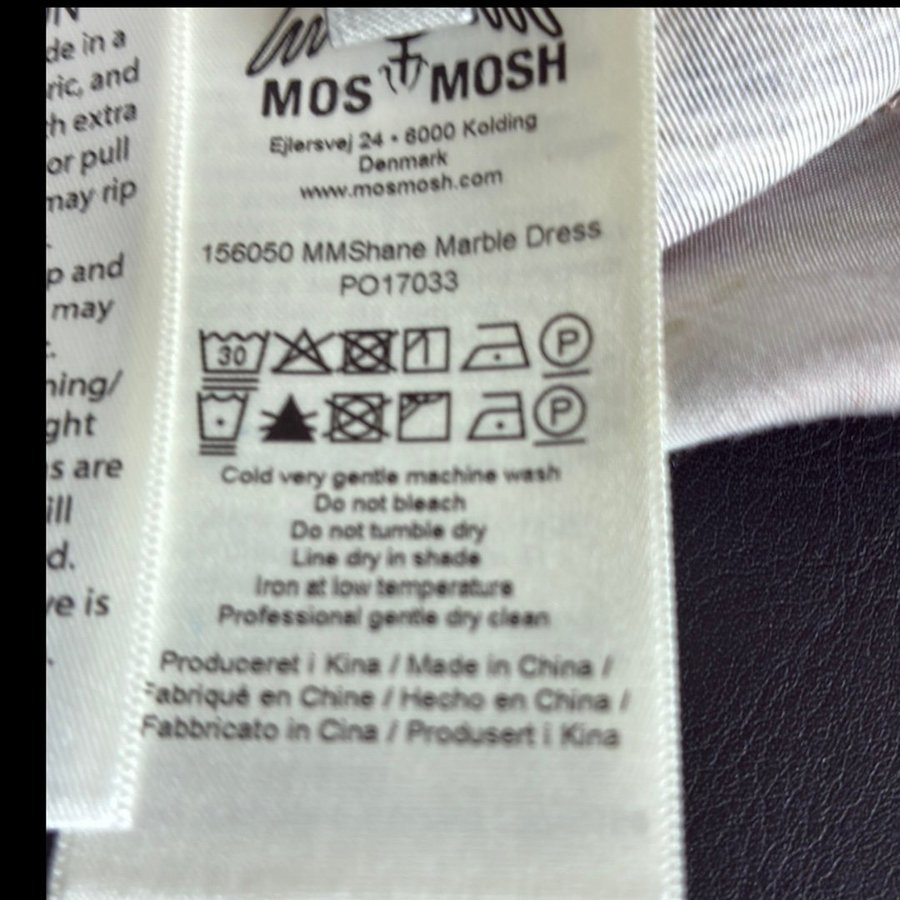 de in a
ric, and
h extra
or pull
may rip
p and
may
ning/
ght
s are
ill
d.
ve is
MOS MOSH
Ejlersvej 24 • 6000 Kolding
Denmark
www.mosmosh.com
156050 MMShane Marble Dress
PO17033
30 P
P
Cold very gentle machine wash
Do not bleach
Do not tumble dry
Line dry in shade
Iron at low temperature
Professional gentle dry clean
Produceret i Kina / Made in China /
Fabriqué en Chine / Hecho en China /
Fabbricato in Cina / Produsert i Kina